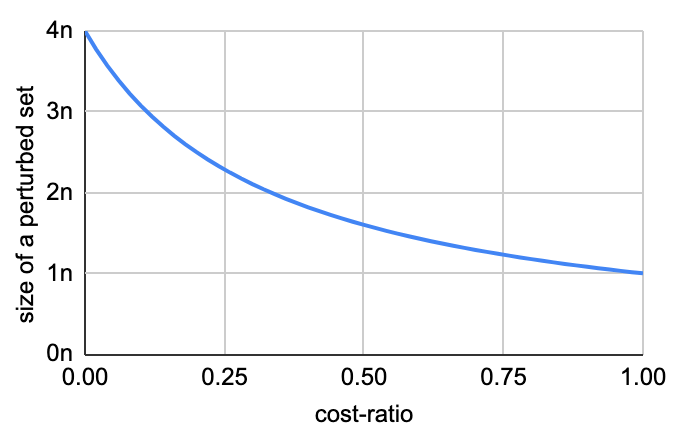 4n
3n
2n
1n
0n
size of a perturbed set
0.00 0.25 0.50 0.75 1.00
cost-ratio